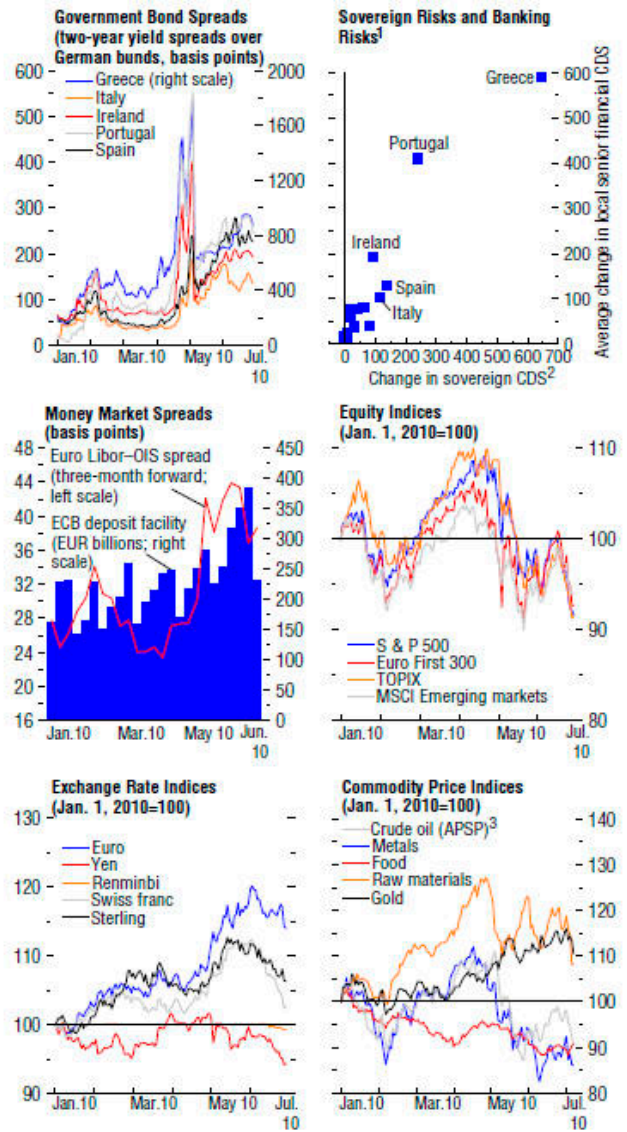 Government Bond Spreads
(two-year yield spreads over
German bunds, basis points)
600
500
400
300
200
100
0
2000
1800
1200
800
400
0
Greece (right scale)
Italy
Ireland
Portugal
Spain
Jan.10
Mar.10
May 10
Jul.
10
Sovereign Risks and Banking
Risks1
Greece
Portugal
Ireland
Spain
Italy
600
500
400
300
200
100
0
Average change in local senior financial CDS
0 100 200 300 400 500 600 700
Change in sovereign CDS2
Money Market Spreads
(basis points)
48
44
40
36
32
28
24
20
16
450
400
350
300
250
200
150
100
50
0
Euro Libor–OIS spread
(three-month forward;
left scale)
ECB deposit facility
(EUR billions; right
scale)
Jan.10
Mar.10
May 10
Jun.
10
Equity Indices
(Jan. 1, 2010=100)
110
100
90
80
S & P 500
Euro First 300
TOPIX
MSCI Emerging markets
Jan.10
Mar.10
May 10
Jul.
10
Exchange Rate Indices
(Jan. 1, 2010=100)
130
120
110
100
90
Euro
Yen
Renminbi
Swiss franc
Sterling
Jan.10
Mar.10
May 10
Jul.
10
Commodity Price Indices
(Jan. 1, 2010=100)
Crude oil (APSP)3
Metals
Food
Raw materials
Gold
140
130
120
110
100
90
80
Jan.10
Mar.10
May 10
Jul.
10